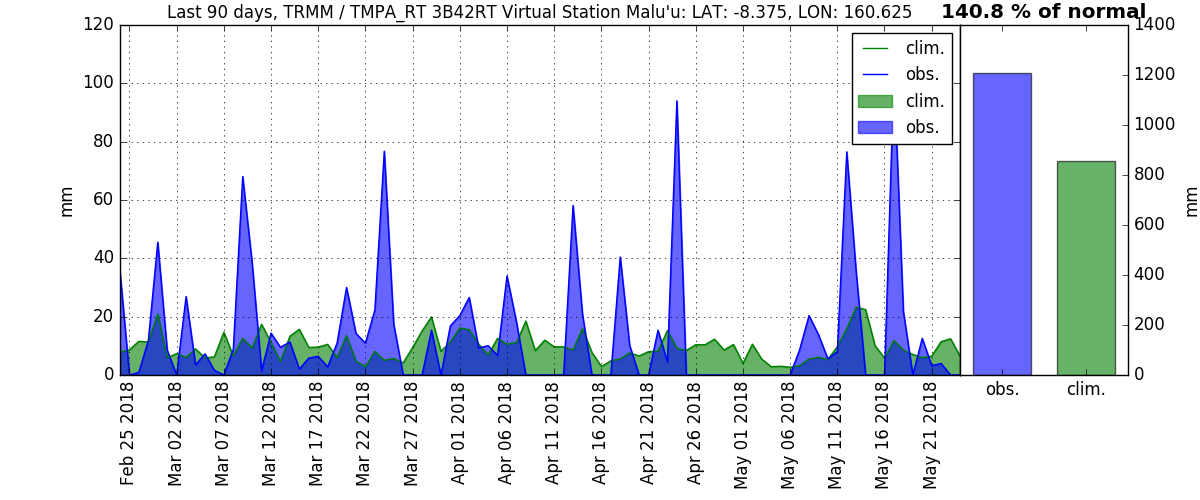 Last 90 days, TRMM / TMPA_RT 3B42RT Virtual Station Malu'u: LAT: -8.375, LON: 160.625
140.8 % of normal
120
100
80
60
40
20
0
mm
clim.
obs.
clim.
obs.
1400
1200
1000
800
600
400
200
0
mm
obs.
clim.
Feb 25 2018
Mar 02 2018
Mar 07 2018
Mar 12 2018
Mar 17 2018
Mar 22 2018
Mar 27 2018
Apr 01 2018
Apr 06 2018
Apr 11 2018
Apr 16 2018
Apr 21 2018
Apr 26 2018
May 01 2018
May 06 2018
May 11 2018
May 16 2018
May 21 2018